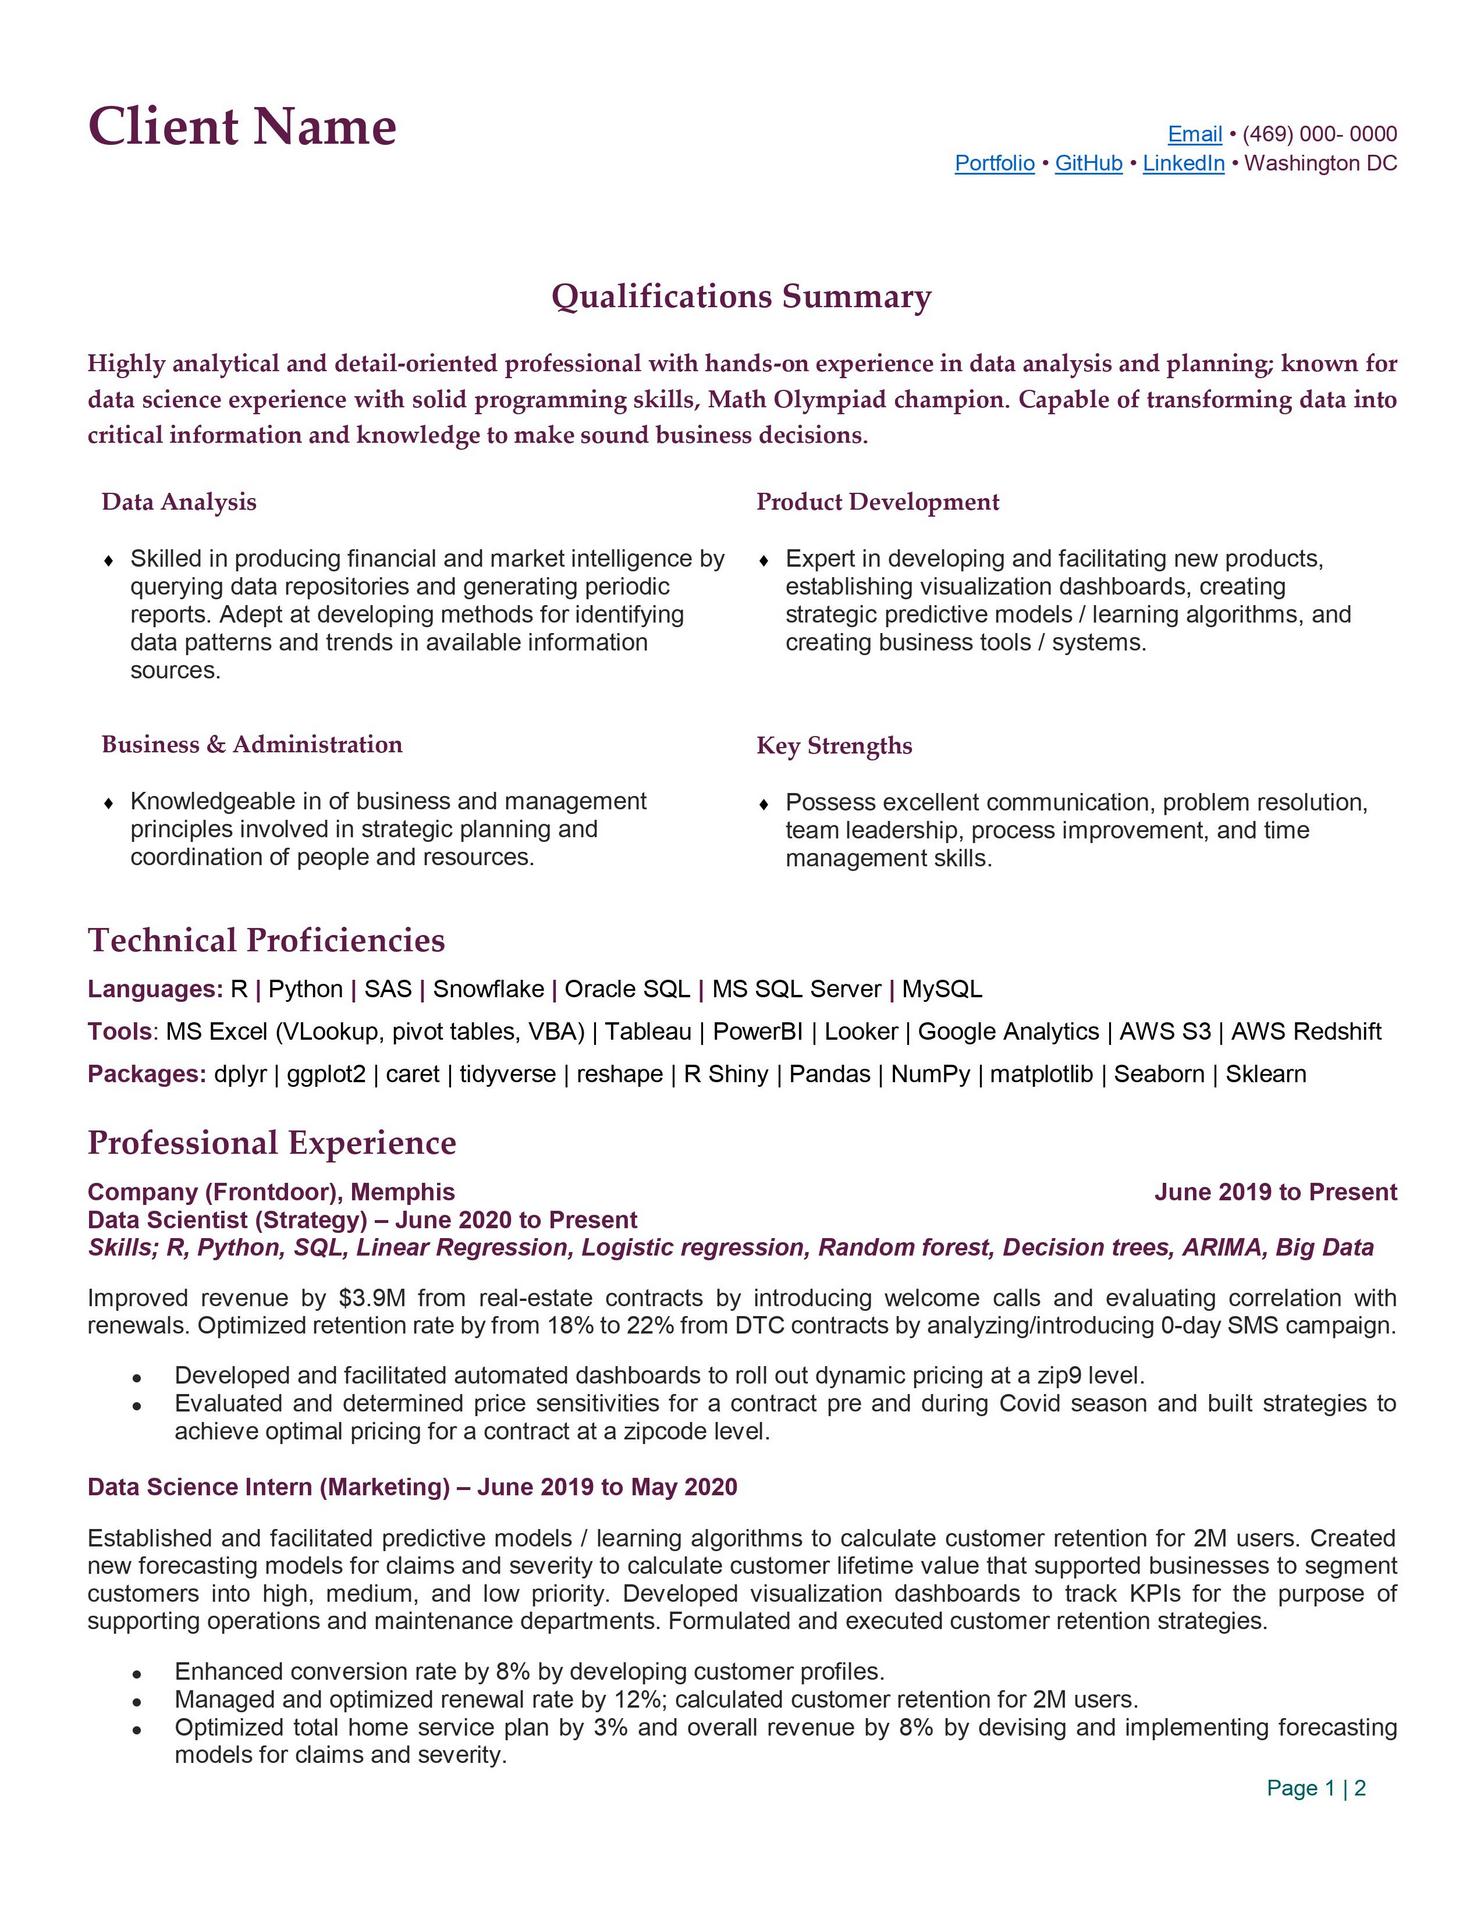 Client Name
Email • (469) 000- 0000
Portfolio • GitHub • LinkedIn • Washington DC
Qualifications Summary
Highly analytical and detail-oriented professional with hands-on experience in data analysis and planning; known for
data science experience with solid programming skills, Math Olympiad champion. Capable of transforming data into
critical information and knowledge to make sound business decisions.
Data Analysis
♦ Skilled in producing financial and market intelligence by
querying data repositories and generating periodic
reports. Adept at developing methods for identifying
data patterns and trends in available information
sources.
Product Development
♦ Expert in developing and facilitating new products,
establishing visualization dashboards, creating
strategic predictive models / learning algorithms, and
creating business tools / systems.
Business & Administration
♦ Knowledgeable in of business and management
principles involved in strategic planning and
coordination of people and resources.
Key Strengths
♦ Possess excellent communication, problem resolution,
team leadership, process improvement, and time
management skills.
Technical Proficiencies
Languages: R | Python | SAS | Snowflake | Oracle SQL | MS SQL Server | MySQL
Tools: MS Excel (VLookup, pivot tables, VBA) | Tableau | PowerBI | Looker | Google Analytics | AWS S3 | AWS Redshift
Packages: dplyr | ggplot2 | caret | tidyverse | reshape | R Shiny | Pandas | NumPy | matplotlib | Seaborn | Sklearn
Professional Experience
Company (Frontdoor), Memphis June 2019 to Present
Data Scientist (Strategy) – June 2020 to Present
Skills; R, Python, SQL, Linear Regression, Logistic regression, Random forest, Decision trees, ARIMA, Big Data
Improved revenue by $3.9M from real-estate contracts by introducing welcome calls and evaluating correlation with
renewals. Optimized retention rate by from 18% to 22% from DTC contracts by analyzing/introducing 0-day SMS campaign.
• Developed and facilitated automated dashboards to roll out dynamic pricing at a zip9 level.
• Evaluated and determined price sensitivities for a contract pre and during Covid season and built strategies to
achieve optimal pricing for a contract at a zipcode level.
Data Science Intern (Marketing) – June 2019 to May 2020
Established and facilitated predictive models / learning algorithms to calculate customer retention for 2M users. Created
new forecasting models for claims and severity to calculate customer lifetime value that supported businesses to segment
customers into high, medium, and low priority. Developed visualization dashboards to track KPIs for the purpose of
supporting operations and maintenance departments. Formulated and executed customer retention strategies.
• Enhanced conversion rate by 8% by developing customer profiles.
• Managed and optimized renewal rate by 12%; calculated customer retention for 2M users.
• Optimized total home service plan by 3% and overall revenue by 8% by devising and implementing forecasting
models for claims and severity.
Page 1 | 2